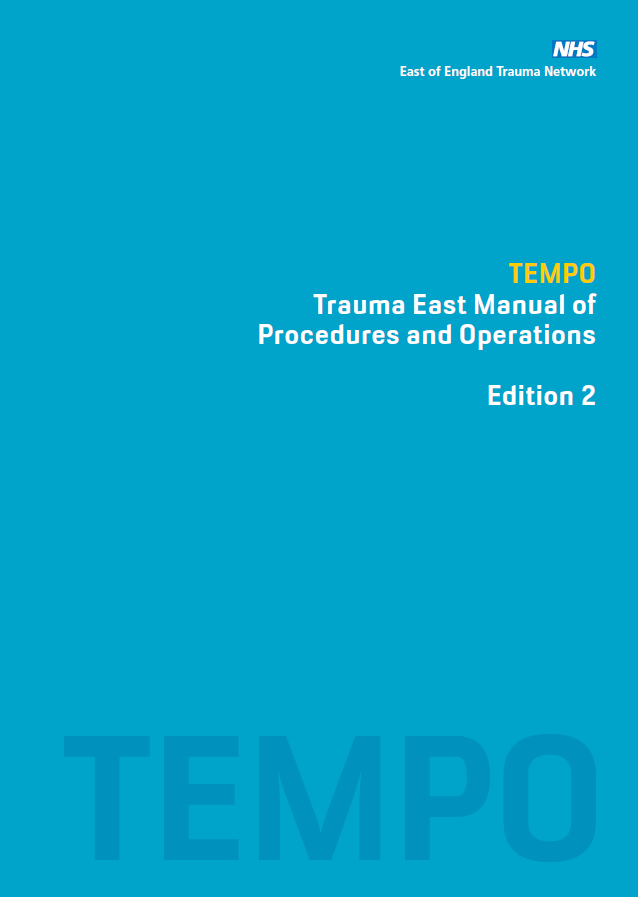 NHS
East of England Trauma Network
TEMPO
Trauma East Manual of
Procedures and Operations
Edition 2
TEMPO